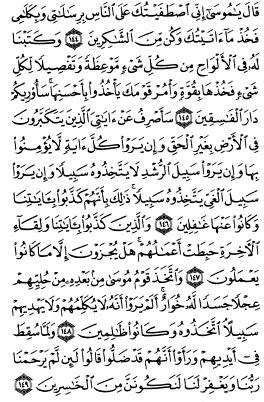 قَالَ يَٰمُوسَىٰٓ إِنِّى ٱصْطَفَيْتُكَ عَلَى ٱلنَّاسِ بِرِسَٰلَٰتِى وَبِكَلَٰمِى
فَخُذْ مَآ ءَاتَيْتُكَ وَكُن مِّنَ ٱلشَّٰكِرِينَ ١٤٤ وَكَتَبْنَا
لَهُۥ فِى ٱلْأَلْوَاحِ مِن كُلِّ شَىْءٍ مَّوْعِظَةً وَتَفْصِيلًا لِّكُلِّ
شَىْءٍ فَخُذْهَا بِقُوَّةٍ وَأْمُرْ قَوْمَكَ يَأْخُذُوا۟ بِأَحْسَنِهَا سَأُو۟رِيكُمْ
دَارَ ٱلْفَٰسِقِينَ ١٤٥ سَأَصْرِفُ عَنْ ءَايَٰتِىَ ٱلَّذِينَ يَتَكَبَّرُونَ
فِى ٱلْأَرْضِ بِغَيْرِ ٱلْحَقِّ وَإِن يَرَوْا۟ كُلَّ ءَايَةٍ لَّا يُؤْمِنُوا۟
بِهَا وَإِن يَرَوْا۟ سَبِيلَ ٱلرُّشْدِ لَا يَتَّخِذُوهُ سَبِيلًا وَإِن يَرَوْا۟
سَبِيلَ ٱلْغَىِّ يَتَّخِذُوهُ سَبِيلًا ذَٰلِكَ بِأَنَّهُمْ كَذَّبُوا۟ بِـَٔايَٰتِنَا
وَكَانُوا۟ عَنْهَا غَٰفِلِينَ ١٤٦ وَٱلَّذِينَ كَذَّبُوا۟ بِـَٔايَٰتِنَا وَلِقَآءِ
ٱلْءَاخِرَةِ حَبِطَتْ أَعْمَٰلُهُمْ هَلْ يُجْزَوْنَ إِلَّا مَا كَانُوا۟
يَعْمَلُونَ ١٤٧ وَٱتَّخَذَ قَوْمُ مُوسَىٰ مِنۢ بَعْدِهِۦ مِنْ حُلِيِّهِمْ
عِجْلًا جَسَدًا لَّهُۥ خُوَارٌ أَلَمْ يَرَوْا۟ أَنَّهُۥ لَا يُكَلِّمُهُمْ وَلَا يَهْدِيهِمْ
سَبِيلًا ٱتَّخَذُوهُ وَكَانُوا۟ ظَٰلِمِينَ ١٤٨ وَلَمَّا سُقِطَ
فِىٓ أَيْدِيهِمْ وَرَأَوْا۟ أَنَّهُمْ قَدْ ضَلُّوا۟ قَالُوا۟ لَئِن لَّمْ يَرْحَمْنَا
رَبُّنَا وَيَغْفِرْ لَنَا لَنَكُونَنَّ مِنَ ٱلْخَٰسِرِينَ ١٤٩